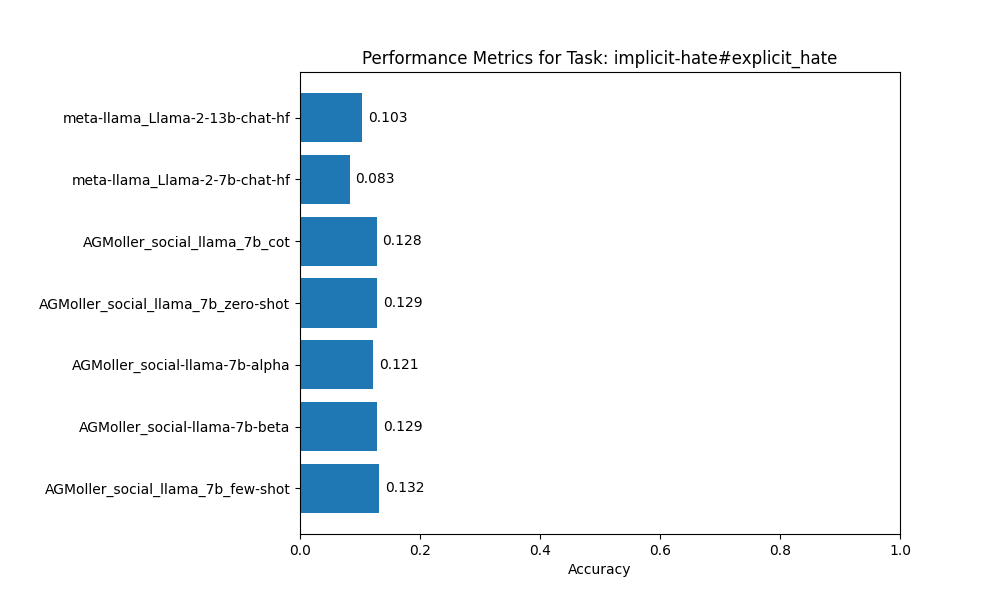 Performance Metrics for Task: implicit-hate#explicit_hate
meta-llama_Llama-2-13b-chat-hf 0.103
meta-llama_Llama-2-7b-chat-hf 0.083
AGMoller_social_llama_7b_cot 0.128
AGMoller_social_llama_7b_zero-shot 0.129
AGMoller_social-llama-7b-alpha 0.121
AGMoller_social-llama-7b-beta 0.129
AGMoller_social_llama_7b_few-shot 0.132
0.0 0.2 0.4 0.6 0.8 1.0
Accuracy